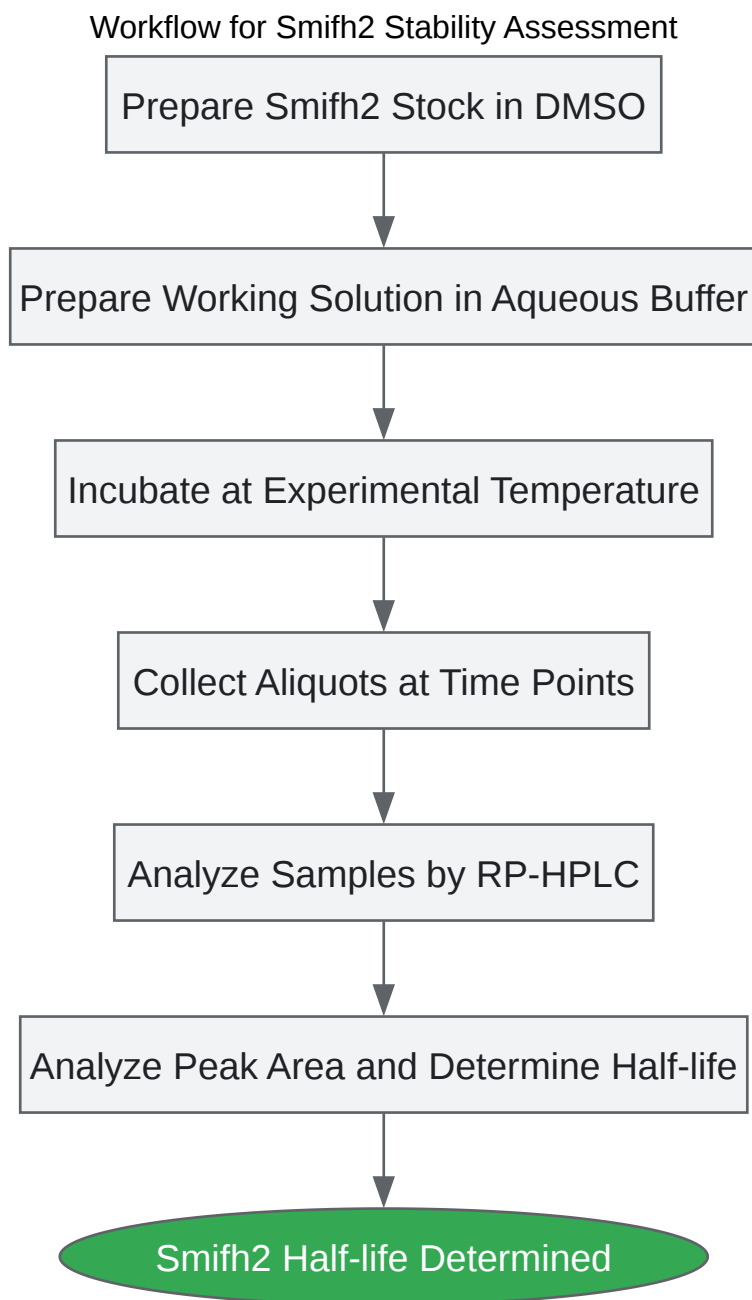 Workflow for Smifh2 Stability Assessment
Prepare Smifh2 Stock in DMSO
Prepare Working Solution in Aqueous Buffer
Incubate at Experimental Temperature
Collect Aliquots at Time Points
Analyze Samples by RP-HPLC
Analyze Peak Area and Determine Half-life
Smifh2 Half-life Determined